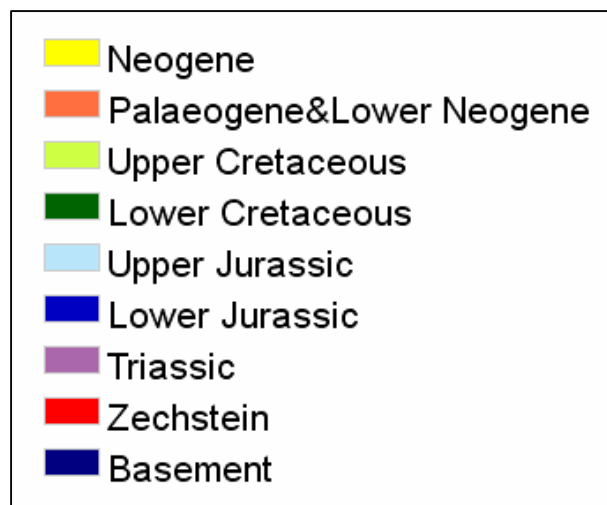 Neogene
Palaeogene&Lower Neogene
Upper Cretaceous
Lower Cretaceous
Upper Jurassic
Lower Jurassic
Triassic
Zechstein
Basement